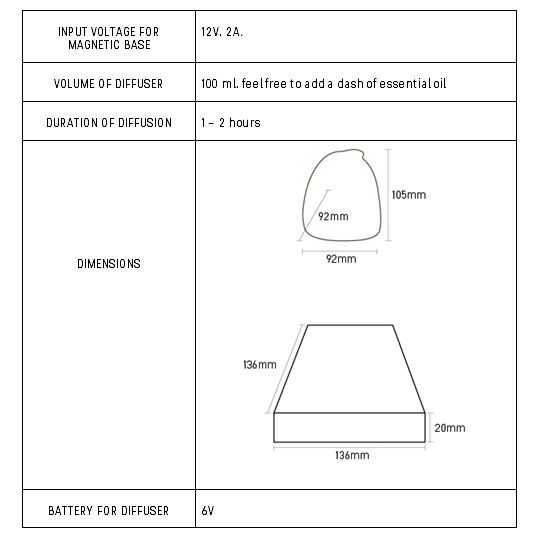 INPUT VOLTAGE FOR
MAGNETIC BASE
12V, 2A.
VOLUME OF DIFFUSER
100 ml. feel free to add a dash of essential oil
DURATION OF DIFFUSION
1 - 2 hours
DIMENSIONS
105mm
92mm
92mm
136mm
20mm
136mm
BATTERY FOR DIFFUSER
6V